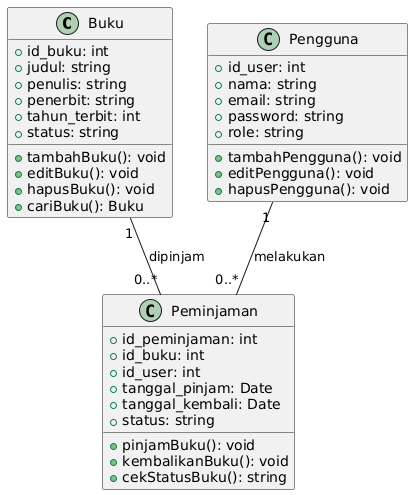 C Buku
id_buku: int
judul: string
penulis: string
penerbit: string
tahun_terbit: int
status: string
tambahBuku(): void
editBuku(): void
hapusBuku(): void
cariBuku(): Buku
C Pengguna
id_user: int
nama: string
email: string
password: string
role: string
tambahPengguna(): void
editPengguna(): void
hapusPengguna(): void
1
dipinjam
0..*
1
melakukan
0..*
C Peminjaman
id_peminjaman: int
id_buku: int
id_user: int
tanggal_pinjam: Date
tanggal_kembali: Date
status: string
pinjamBuku(): void
kembalikanBuku(): void
cekStatusBuku(): string